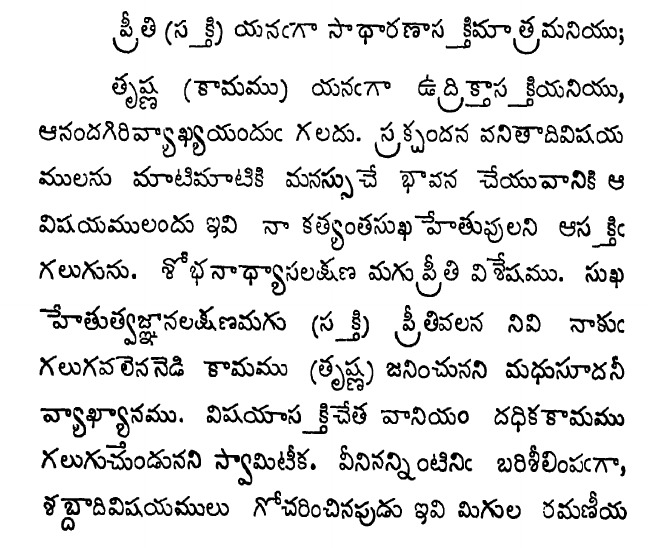 ప్రీతి (సక్తి) యనఁగా సాధారణాసక్తిమాత్రమనియు;
తృష్ణ (కామము) యనఁగా ఉద్రిక్తాసక్తియనియు,
ఆనందగిరివ్యాఖ్యయందుఁ గలదు. స్రక్చందన వనితాదివిషయ
ములను మాటిమాటికి మనస్సుచే భావన చేయువానికి ఆ
విషయములందు ఇవి నా కత్యంతసుఖహేతువులని ఆసక్తిఁ
గలుగును. శోభనాధ్యాసలక్షణ మగుప్రీతి విశేషము. సుఖ
హేతుత్వజ్ఞానలక్షణమగు (సక్తి) ప్రీతివలన నివి నాకుఁ
గలుగవలెననెడి కామము (తృష్ణ) జనించునని మధుసూదనీ
వ్యాఖ్యానము. విషయాసక్తిచేత వానియం దధికకామము
గలుగుచుండునని స్వామిటీక. వీనినన్నింటినిఁ బరిశీలింపఁగా,
శబ్దాదివిషయములు గోచరించినపుడు ఇవి మిగుల రమణీయ